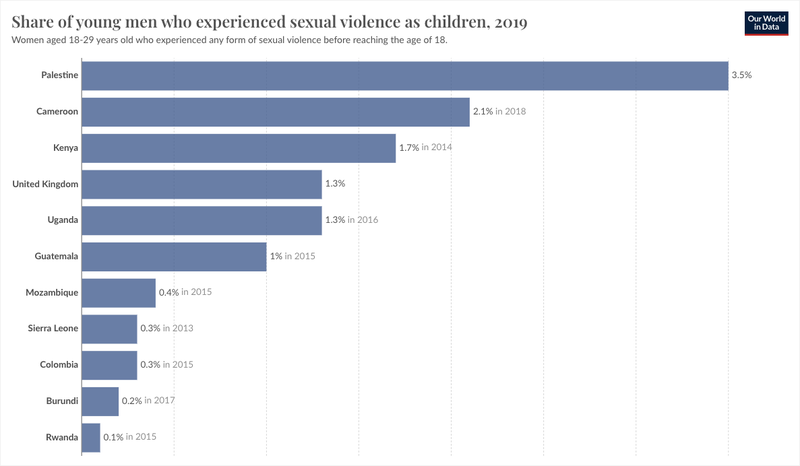 Share of young men who experienced sexual violence as children, 2019
Our World
in Data
Women aged 18-29 years old who experienced any form of sexual violence before reaching the age of 18.
Palestine 3.5%
Cameroon 2.1% in 2018
Kenya 1.7% in 2014
United Kingdom 1.3%
Uganda 1.3% in 2016
Guatemala 1% in 2015
Mozambique 0.4% in 2015
Sierra Leone 0.3% in 2013
Colombia 0.3% in 2015
Burundi 0.2% in 2017
Rwanda 0.1% in 2015